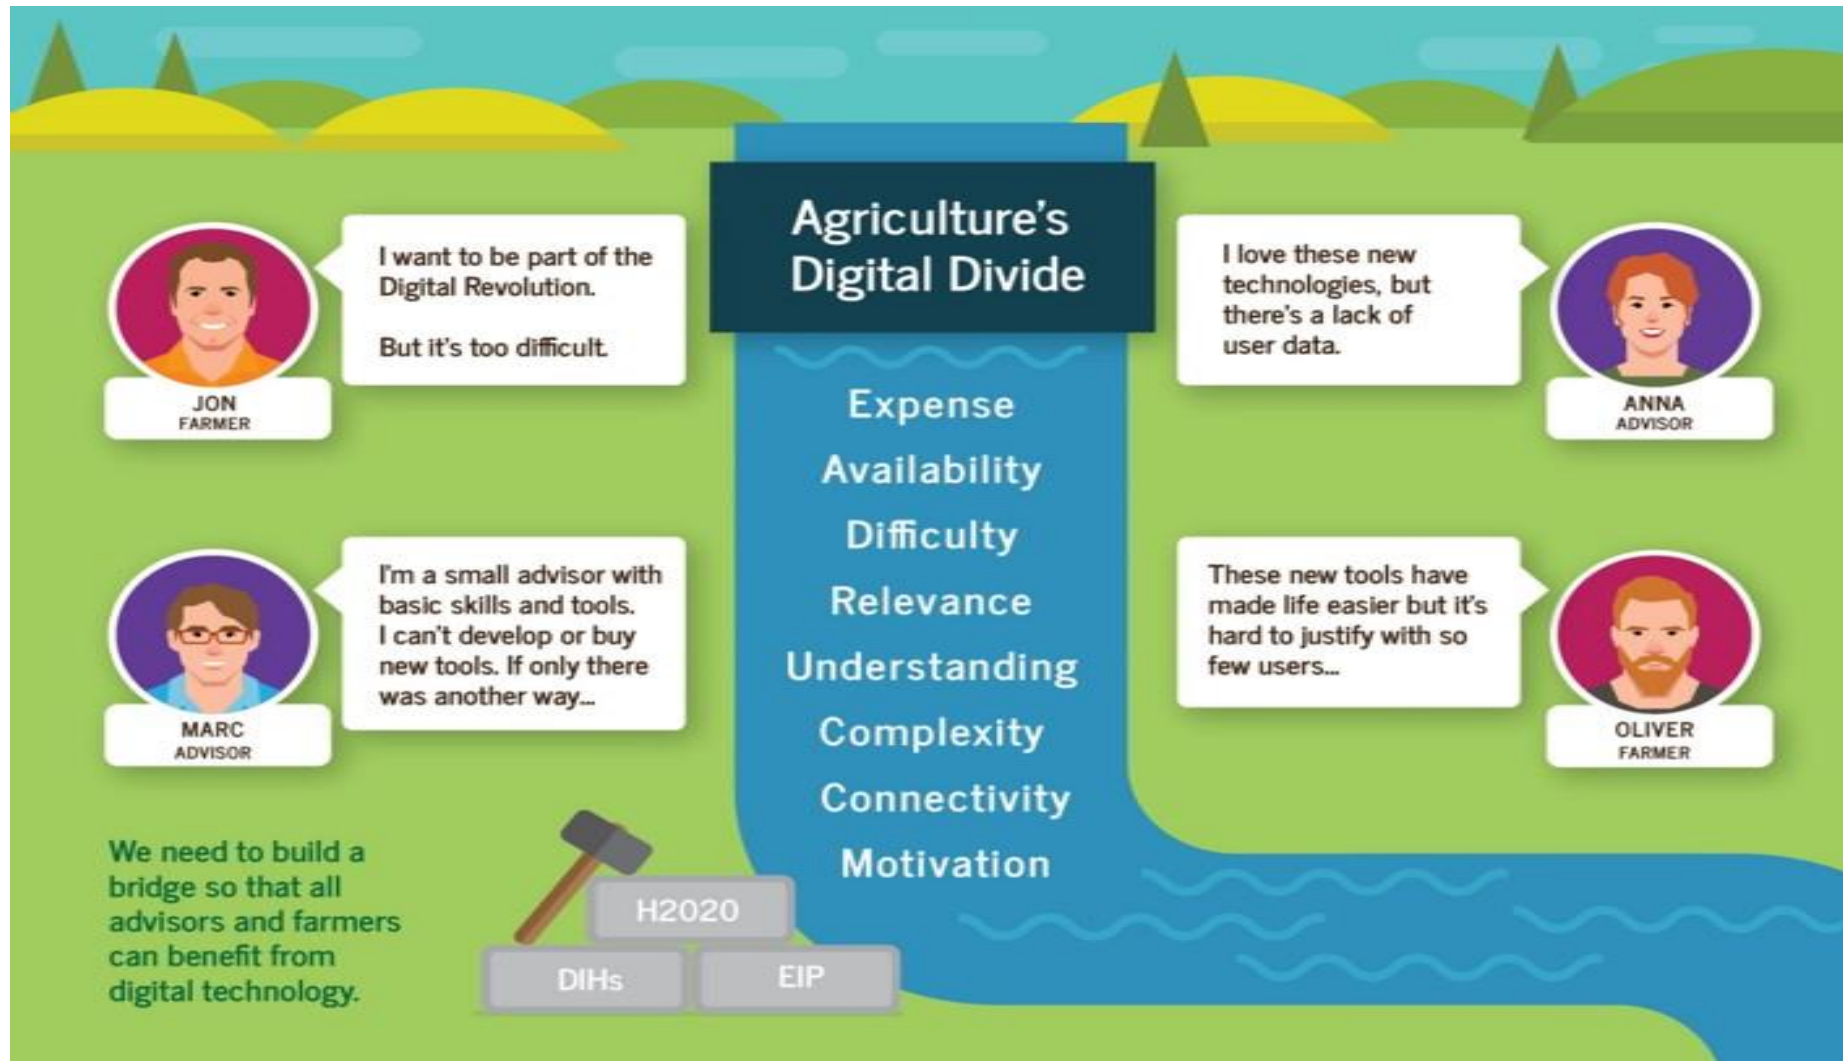 Agriculture's
Digital Divide
I want to be part of the
Digital Revolution.
But it's too difficult.
JON
FARMER
I'm a small advisor with
basic skills and tools.
I can't develop or buy
new tools. If only there
was another way...
MARC
ADVISOR
Expense
Availability
Difficulty
Relevance
Understanding
Complexity
Connectivity
Motivation
I love these new
technologies, but
there's a lack of
user data.
ANNA
ADVISOR
These new tools have
made life easier but it's
hard to justify with so
few users...
OLIVER
FARMER
We need to build a
bridge so that all
advisors and farmers
can benefit from
digital technology.
H2020
DIHs
EIP